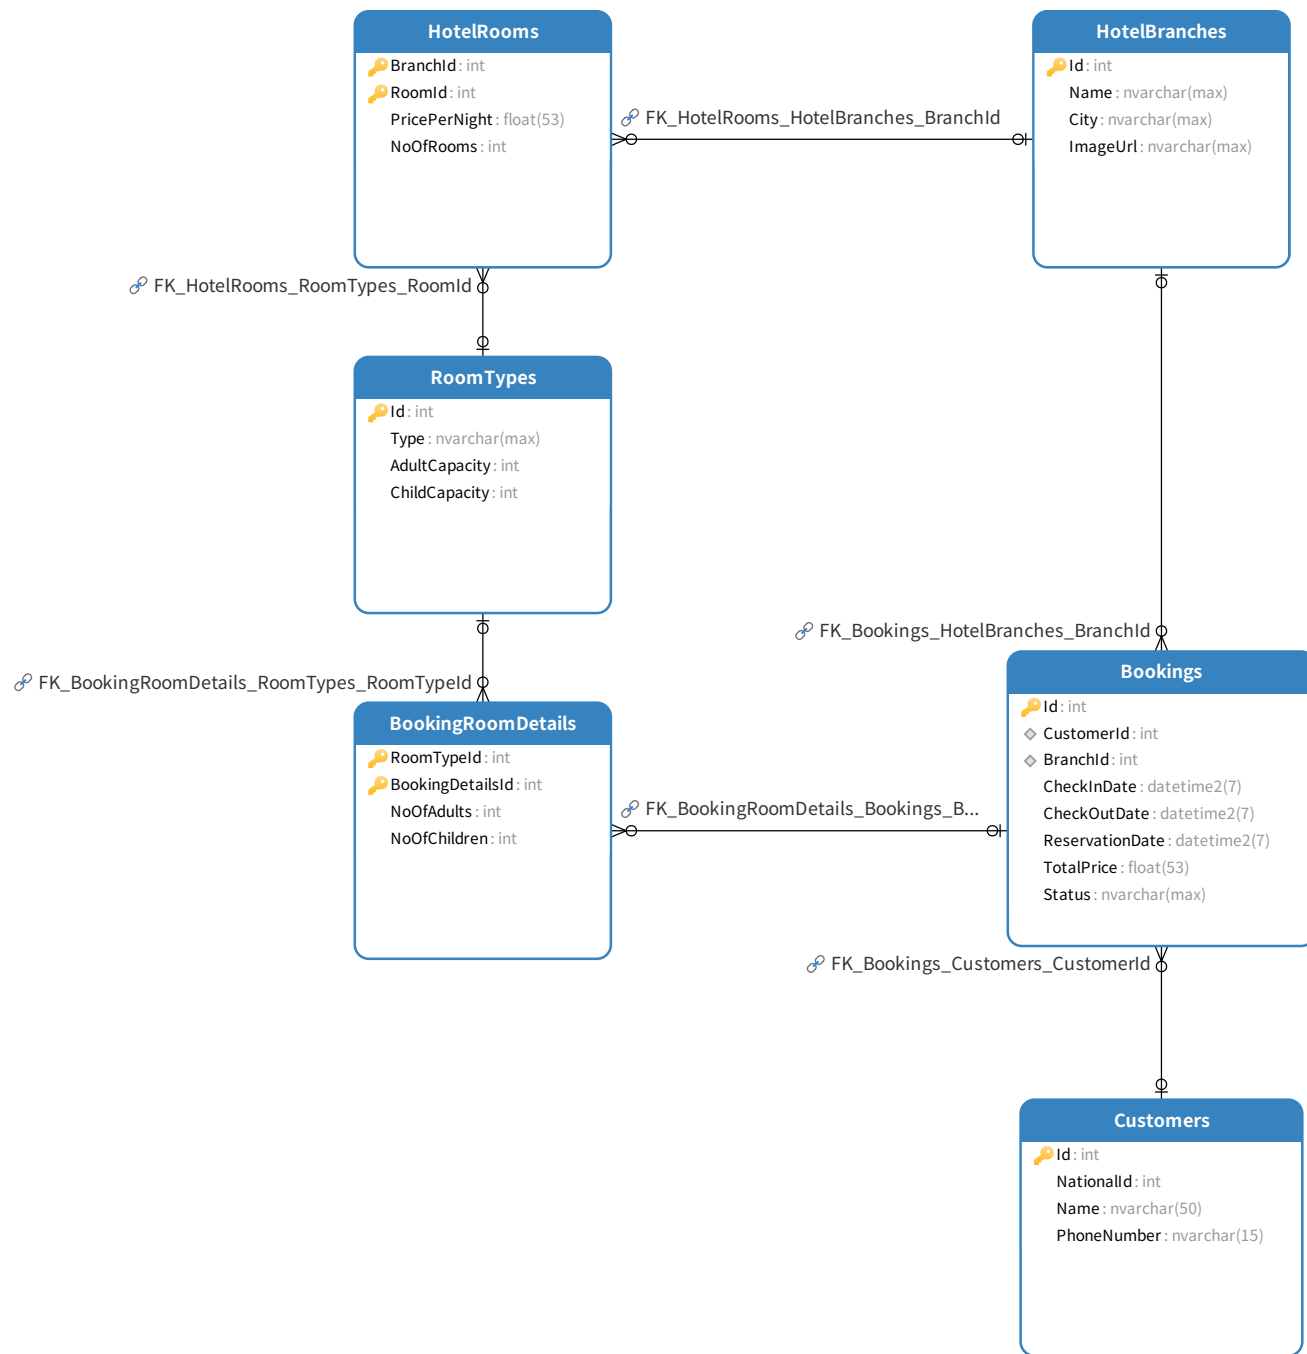 HotelRooms
BranchId : int
RoomId : int
PricePerNight : float(53)
NoOfRooms : int
FK_HotelRooms_HotelBranches_BranchId
HotelBranches
Id : int
Name : nvarchar(max)
City : nvarchar(max)
ImageUrl : nvarchar(max)
FK_HotelRooms_RoomTypes_RoomId
RoomTypes
Id : int
Type : nvarchar(max)
AdultCapacity : int
ChildCapacity : int
FK_Bookings_HotelBranches_BranchId
FK_BookingRoomDetails_RoomTypes_RoomTypeId
BookingRoomDetails
RoomTypeId : int
BookingDetailsId : int
NoOfAdults : int
NoOfChildren : int
FK_BookingRoomDetails_Bookings_B...
Bookings
Id : int
CustomerId : int
BranchId : int
CheckInDate : datetime2(7)
CheckOutDate : datetime2(7)
ReservationDate : datetime2(7)
TotalPrice : float(53)
Status : nvarchar(max)
FK_Bookings_Customers_CustomerId
Customers
Id : int
NationalId : int
Name : nvarchar(50)
PhoneNumber : nvarchar(15)